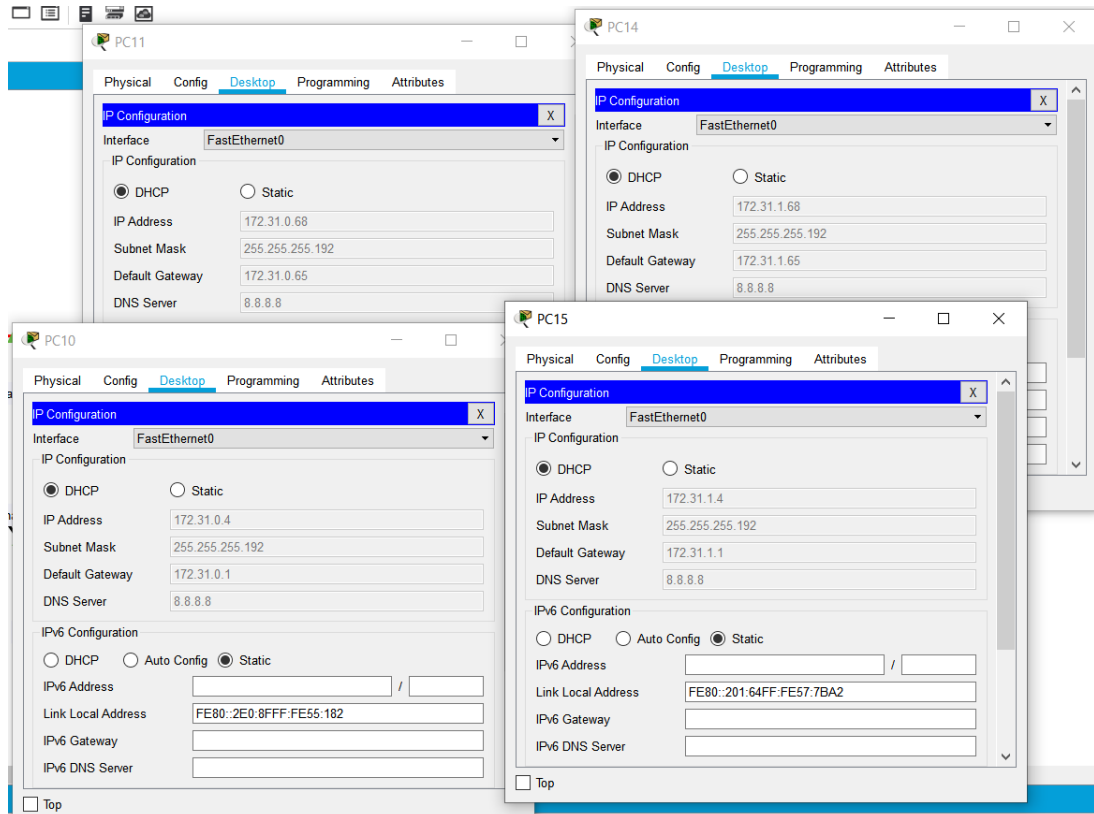 PC11
Physical Config Desktop Programming Attributes
IP Configuration X
Interface FastEthernet0
IP Configuration
DHCP Static
IP Address 172.31.0.68
Subnet Mask 255.255.255.192
Default Gateway 172.31.0.65
DNS Server 8.8.8.8
PC14
Physical Config Desktop Programming Attributes
IP Configuration X
Interface FastEthernet0
IP Configuration
DHCP Static
IP Address 172.31.1.68
Subnet Mask 255.255.255.192
Default Gateway 172.31.1.65
DNS Server 8.8.8.8
PC10
Physical Config Desktop Programming Attributes
IP Configuration X
Interface FastEthernet0
IP Configuration
DHCP Static
IP Address 172.31.0.4
Subnet Mask 255.255.255.192
Default Gateway 172.31.0.1
DNS Server 8.8.8.8
IPv6 Configuration
DHCP Auto Config Static
IPv6 Address /
Link Local Address FE80::2E0:8FFF:FE55:182
IPv6 Gateway
IPv6 DNS Server
Top
PC15
Physical Config Desktop Programming Attributes
IP Configuration X
Interface FastEthernet0
IP Configuration
DHCP Static
IP Address 172.31.1.4
Subnet Mask 255.255.255.192
Default Gateway 172.31.1.1
DNS Server 8.8.8.8
IPv6 Configuration
DHCP Auto Config Static
IPv6 Address /
Link Local Address FE80::201:64FF:FE57:7BA2
IPv6 Gateway
IPv6 DNS Server
Top